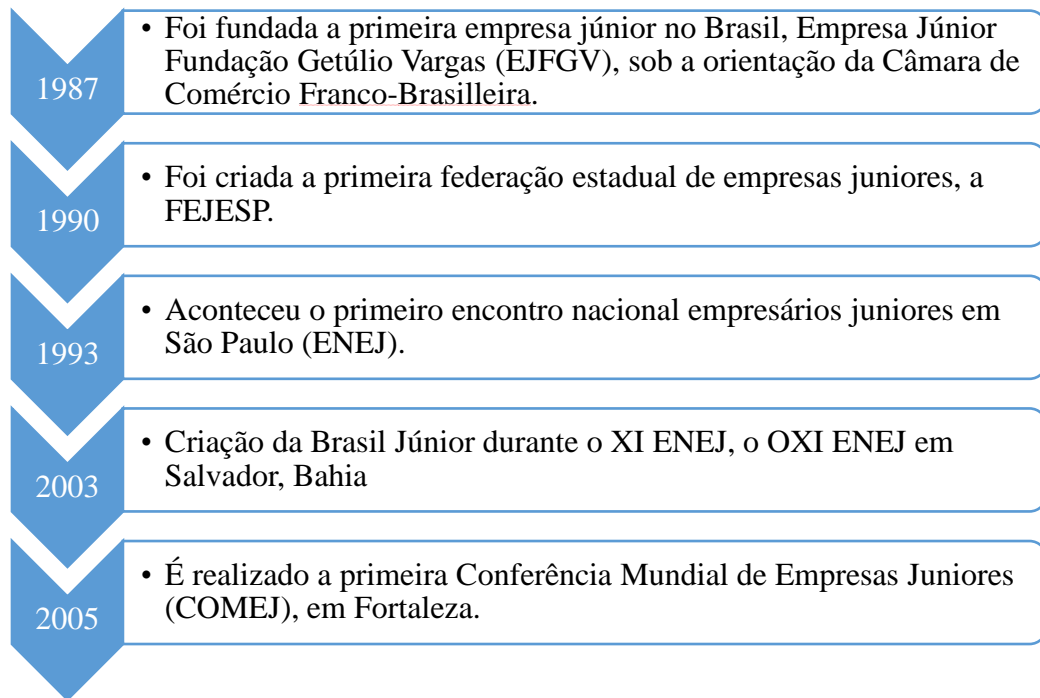 1987
• Foi fundada a primeira empresa júnior no Brasil, Empresa Júnior
Fundação Getúlio Vargas (EJFGV), sob a orientação da Câmara de
Comércio Franco-Brasilleira.
1990
• Foi criada a primeira federação estadual de empresas juniores, a
FEJESP.
1993
• Aconteceu o primeiro encontro nacional empresários juniores em
São Paulo (ENEJ).
2003
• Criação da Brasil Júnior durante o XI ENEJ, o OXI ENEJ em
Salvador, Bahia
2005
• É realizado a primeira Conferência Mundial de Empresas Juniores
(COMEJ), em Fortaleza.